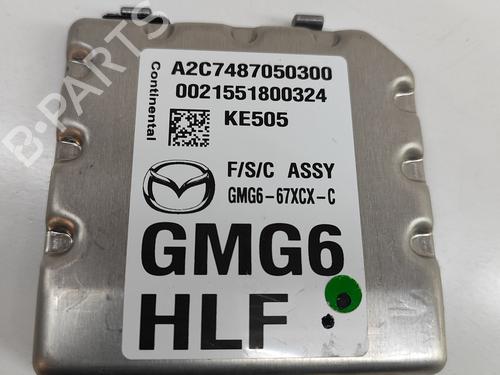 A2C7487050300
0021551800324
Continental
KE505
F/S/C ASSY
GMG6-67XCX-C
GMG6
HLF
B-PARTS